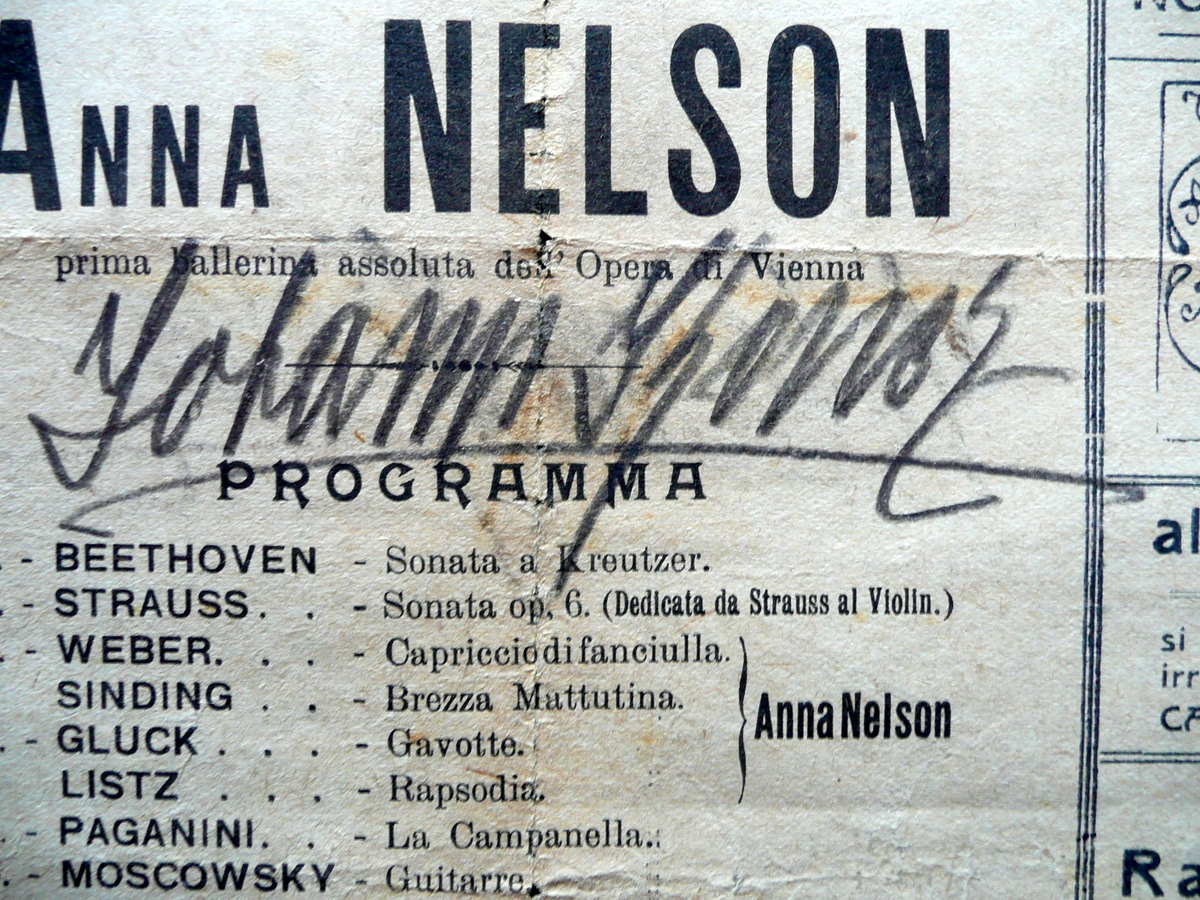 ANNA NELSON
prima ballerina assoluta dell' Opera di Vienna
PROGRAMMA
- BEETHOVEN - Sonata a Kreutzer.
- STRAUSS. . - Sonata op. 6. (Dedicata da Strauss al Violin.)
- WEBER. . . - Capriccio di fanciulla.
SINDING . . - Brezza Mattutina.
Anna Nelson
- GLUCK . . . - Gavotte.
LISTZ . . . - Rapsodia.
- PAGANINI. . - La Campanella.
- MOSCOWSKY - Guitarre.
al
si
irr
Ra